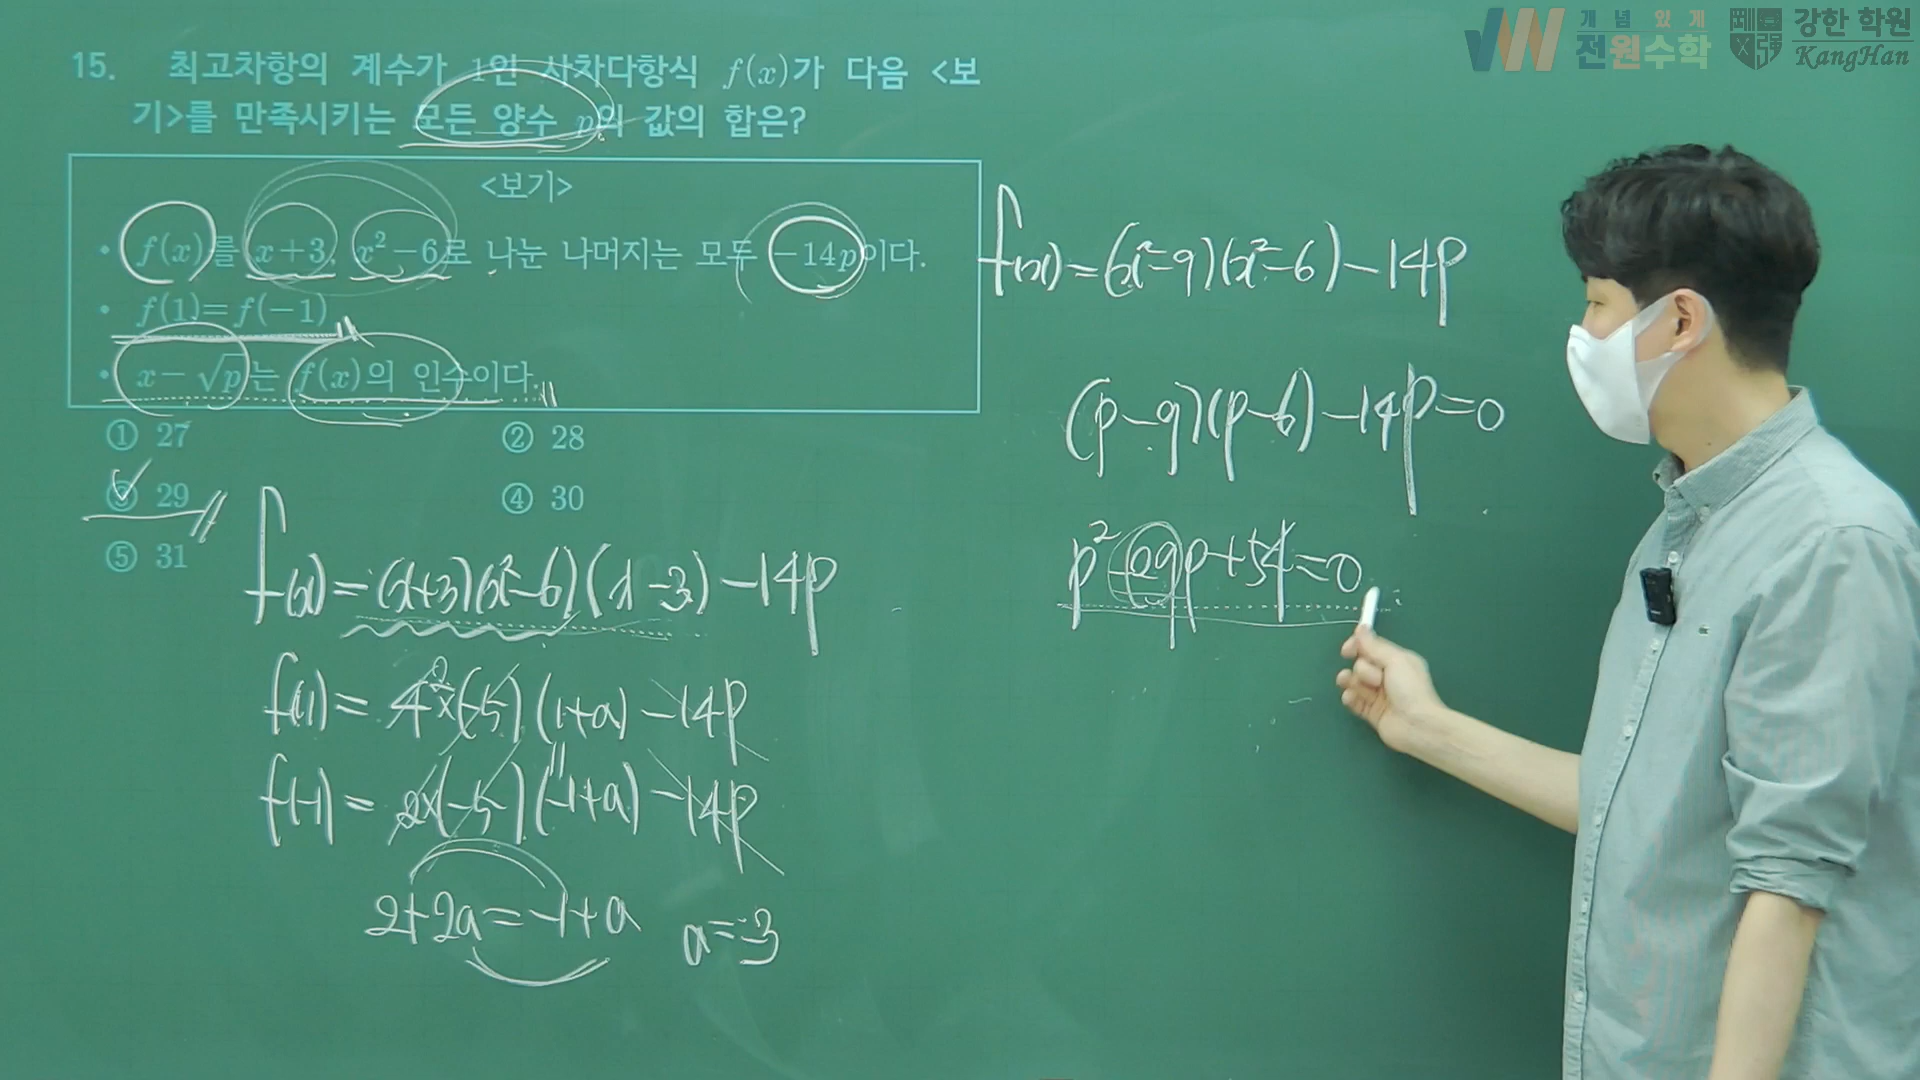 개념있게
전원수학
강한 학원
KangHan
15. 최고차항의 계수가 1인 사차다항식 f(x)가 다음 <보
기>를 만족시키는 모든 양수 p의 값의 합은?
<보기>
• f(x)를 x+3, x²−6로 나눈 나머지는 모두 −14p이다.
• f(1)=f(−1)
• x−√p는 f(x)의 인수이다.
① 27 ② 28
③ 29 ④ 30
⑤ 31
f(x)=(x+3)(x²−6)(x−3)−14p
f(1)= 4²×(−5)(1+a)−14p
f(−1)= 2×(−5)(−1+a)−14p
2+2a=−1+a a=−3
f(x)=(x²−9)(x²−6)−14p
(p−9)(p−6)−14p=0
p²−29p+54=0